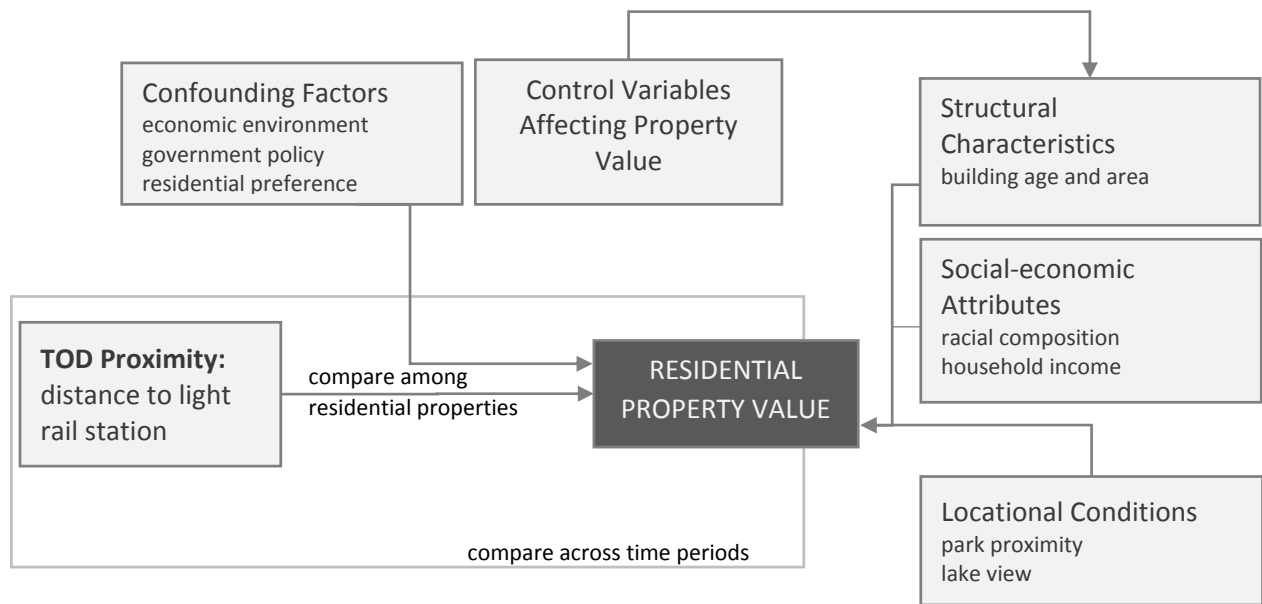 Confounding Factors
economic environment
government policy
residential preference
Control Variables
Affecting Property
Value
Structural
Characteristics
building age and area
Social-economic
Attributes
racial composition
household income
TOD Proximity:
distance to light
rail station
compare among
residential properties
RESIDENTIAL
PROPERTY VALUE
Locational Conditions
park proximity
lake view
compare across time periods